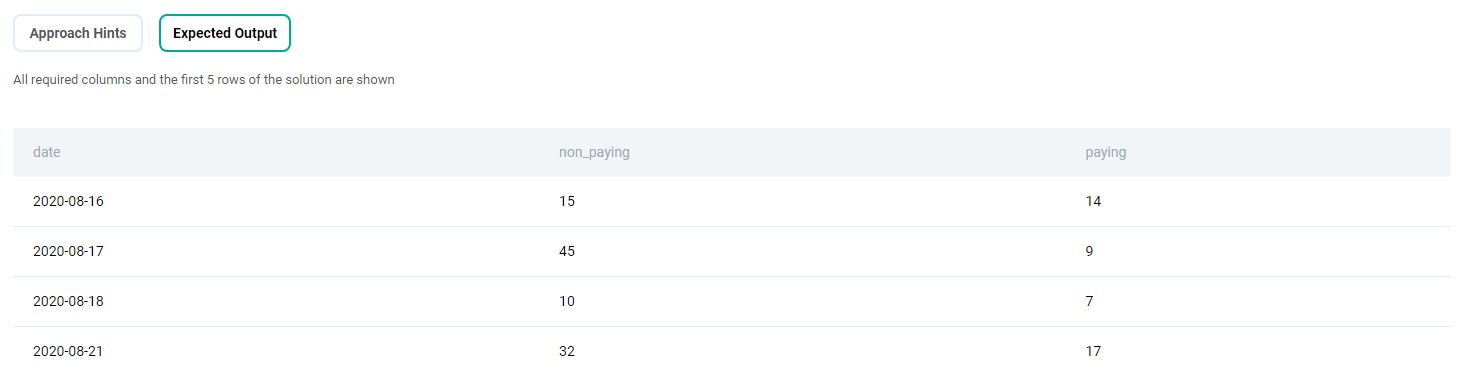 Approach Hints Expected Output
All required columns and the first 5 rows of the solution are shown
date non_paying paying
2020-08-16 15 14
2020-08-17 45 9
2020-08-18 10 7
2020-08-21 32 17